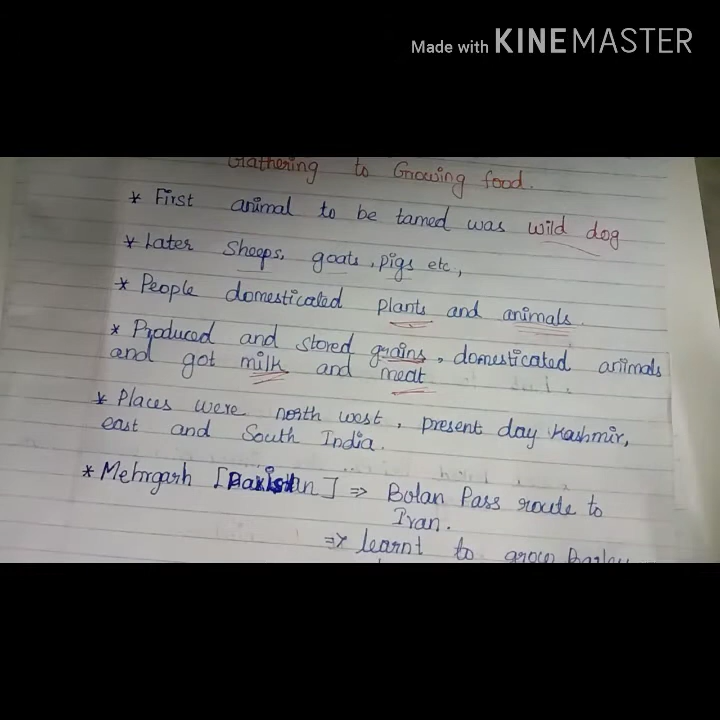 Made with KINEMASTER
Gathering to Growing food.
* First animal to be tamed was wild dog
* Later Sheeps, goats, pigs etc.,
* People domesticated plants and animals.
* Produced and stored grains, domesticated animals
and got milk and meat
* Places were north west, present day Kashmir,
east and South India.
* Mehrgarh [Pakistan] ⇒ Bolan Pass route to
Iran.
⇒ learnt to grow Barley